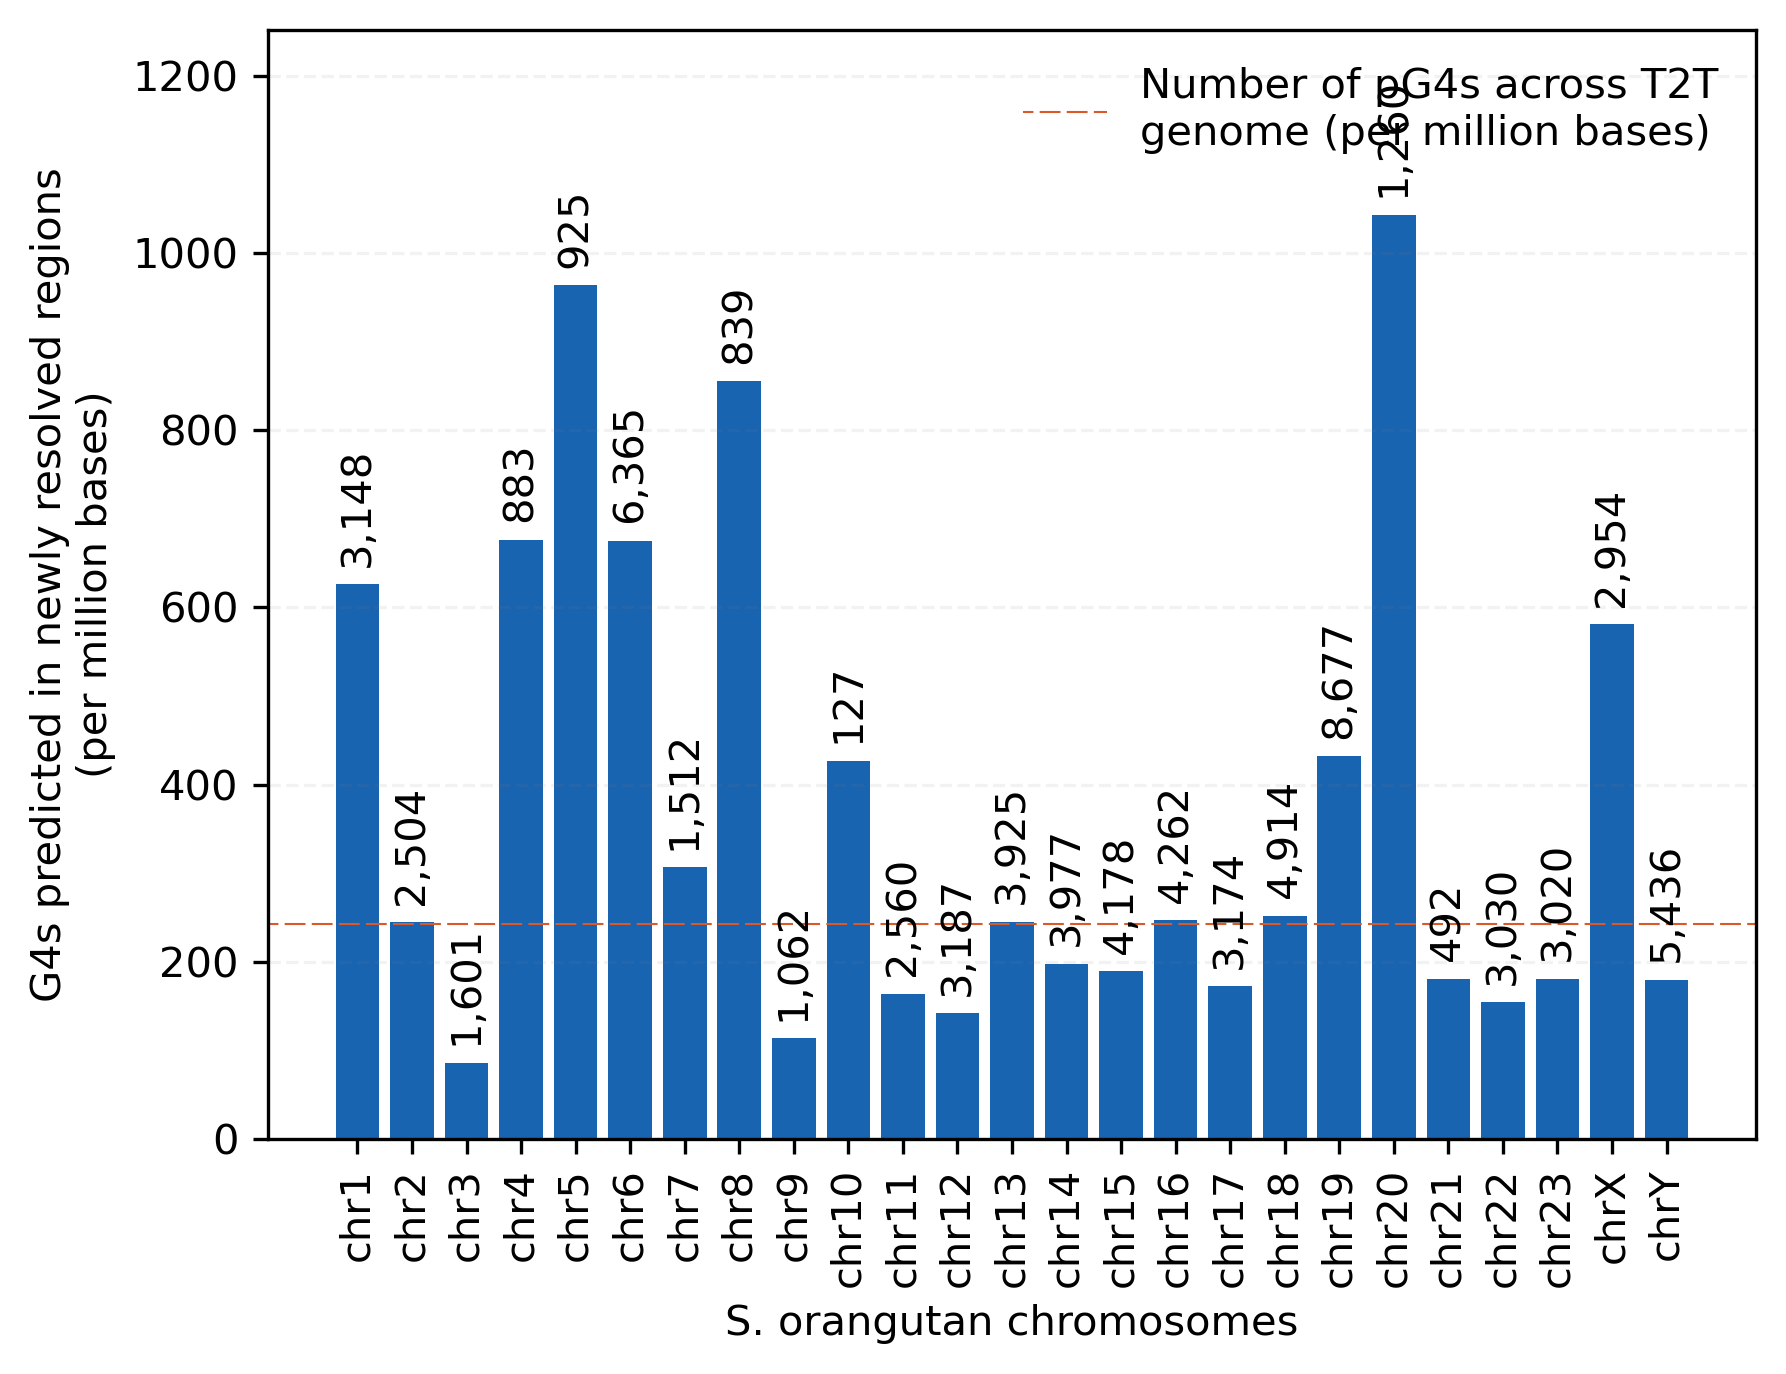 G4s predicted in newly resolved regions
(per million bases)
1200
1000
800
600
400
200
0
Number of pG4s across T2T
genome (per million bases)
3,148
2,504
1,601
883
925
6,365
1,512
839
1,062
127
2,560
3,187
3,925
3,977
4,178
4,262
3,174
4,914
8,677
1,260
492
3,030
3,020
2,954
5,436
chr1
chr2
chr3
chr4
chr5
chr6
chr7
chr8
chr9
chr10
chr11
chr12
chr13
chr14
chr15
chr16
chr17
chr18
chr19
chr20
chr21
chr22
chr23
chrX
chrY
S. orangutan chromosomes